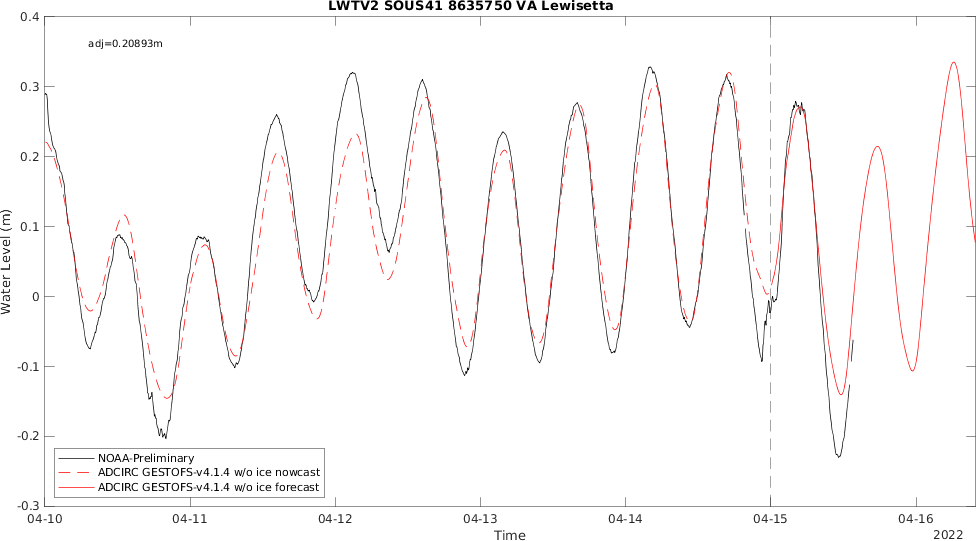 LWTV2 SOUS41 8635750 VA Lewisetta
adj=0.20893m
0.4
0.3
0.2
0.1
0
-0.1
-0.2
-0.3
Water Level (m)
NOAA-Preliminary
ADCIRC GESTOFS-v4.1.4 w/o ice nowcast
ADCIRC GESTOFS-v4.1.4 w/o ice forecast
04-10 04-11 04-12 04-13 04-14 04-15 04-16
Time
2022